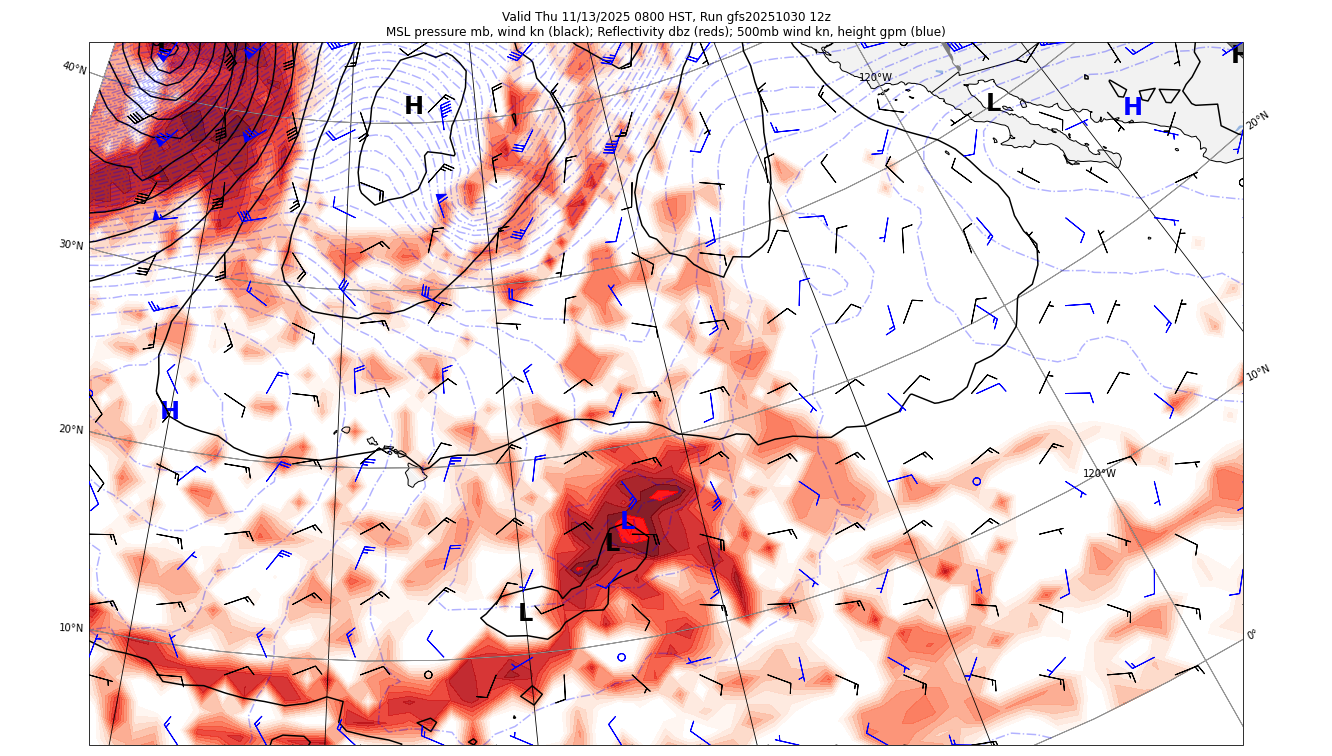 Valid Thu 11/13/2025 0800 HST, Run gfs20251030 12z
MSL pressure mb, wind kn (black); Reflectivity dbz (reds); 500mb wind kn, height gpm (blue)
40°N
120°W
H
L
H
20°N
30°N
10°N
H
20°N
120°W
L
L
L
10°N
0°